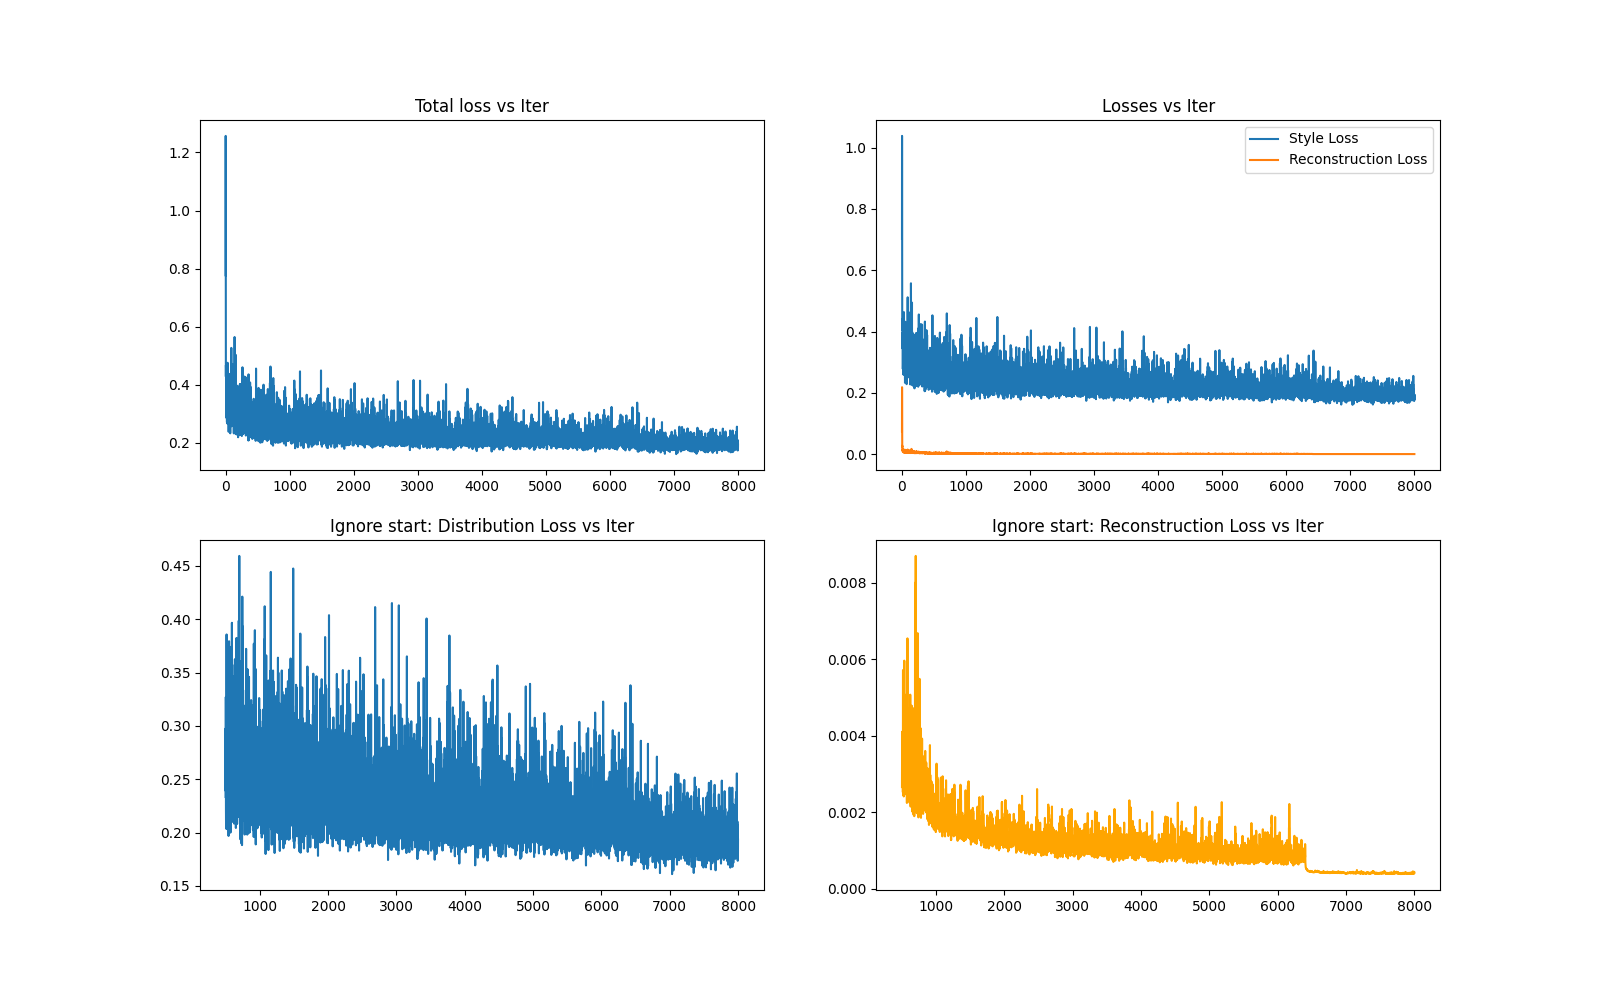 Total loss vs Iter
1.2
1.0
0.8
0.6
0.4
0.2
0 1000 2000 3000 4000 5000 6000 7000 8000
Losses vs Iter
Style Loss
Reconstruction Loss
1.0
0.8
0.6
0.4
0.2
0.0
0 1000 2000 3000 4000 5000 6000 7000 8000
Ignore start: Distribution Loss vs Iter
0.45
0.40
0.35
0.30
0.25
0.20
0.15
1000 2000 3000 4000 5000 6000 7000 8000
Ignore start: Reconstruction Loss vs Iter
0.008
0.006
0.004
0.002
0.000
1000 2000 3000 4000 5000 6000 7000 8000